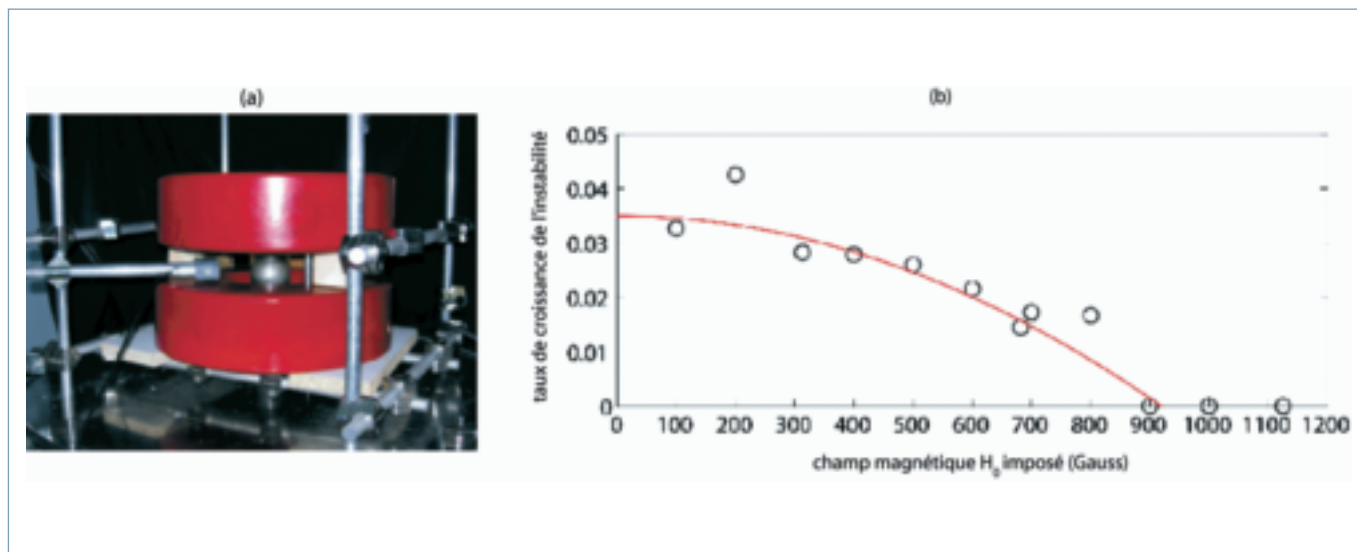 (a)
(b)
taux de croissance de l'instabilité
0.05
0.04
0.03
0.02
0.01
0
0 100 200 300 400 500 600 700 800 900 1000 1100 1200
champ magnétique H₀ imposé (Gauss)